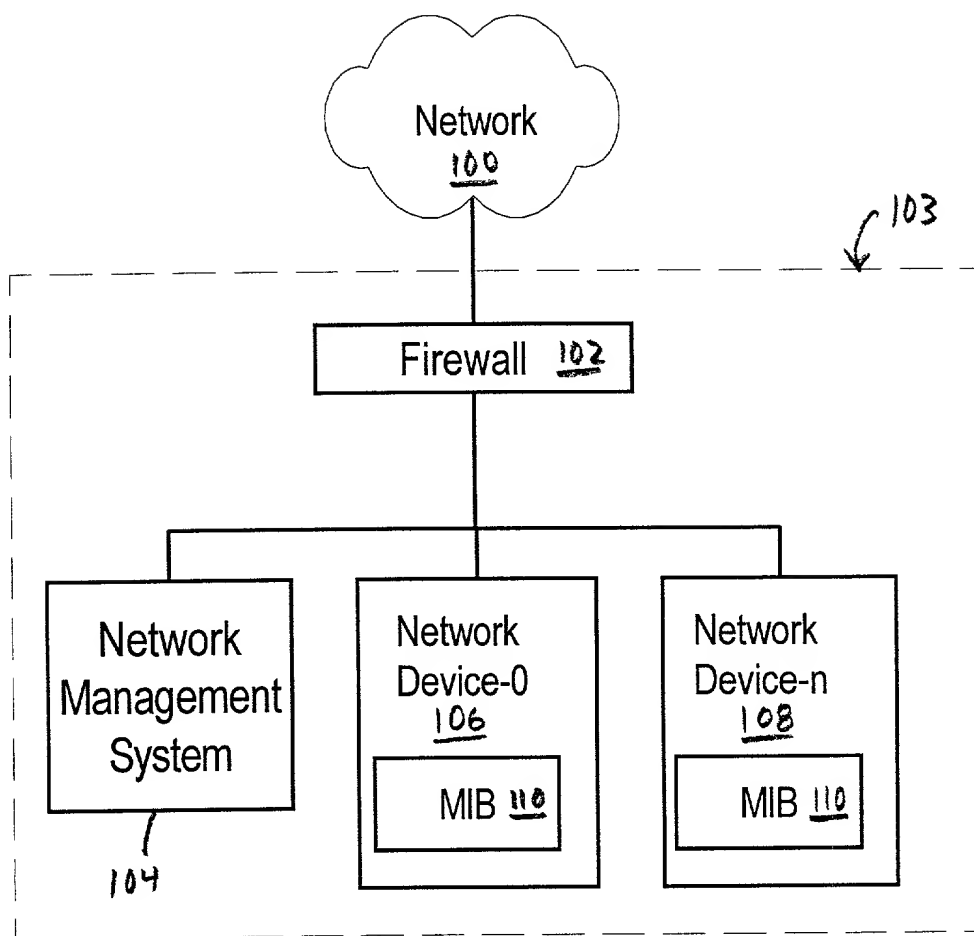 Network
100
103
Firewall 102
Network
Management
System
104
Network
Device-0
106
MIB 110
Network
Device-n
108
MIB 110